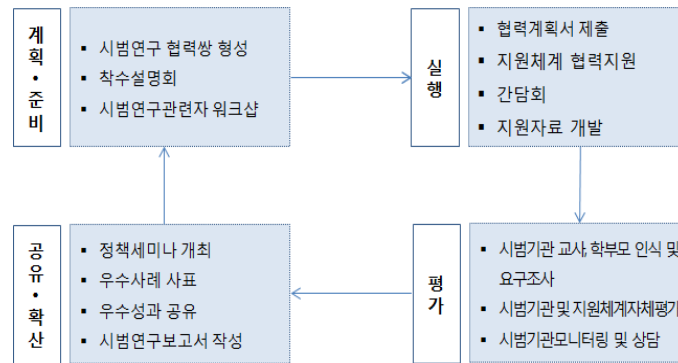 계획·준비
▪ 시범연구 협력쌍 형성
▪ 착수설명회
▪ 시범연구관련자 워크샵
실행
▪ 협력계획서 제출
▪ 지원체계 협력지원
▪ 간담회
▪ 지원자료 개발
평가
▪ 시범기관 교사, 학부모 인식 및
요구조사
▪ 시범기관 및 지원체계자체평가
▪ 시범기관모니터링 및 상담
공유·확산
▪ 정책세미나 개최
▪ 우수사례 사표
▪ 우수성과 공유
▪ 시범연구보고서 작성